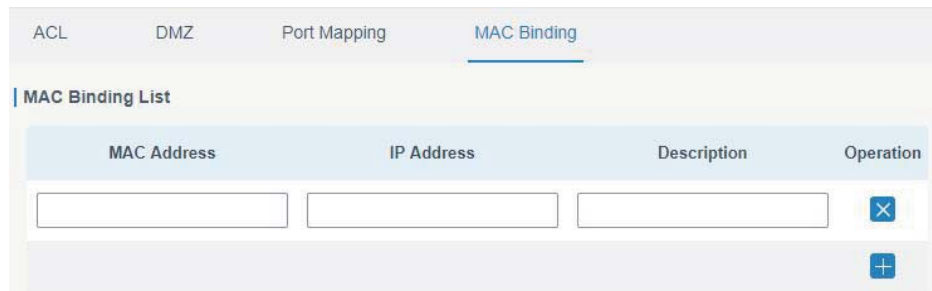 ACL DMZ Port Mapping MAC Binding
MAC Binding List
MAC Address IP Address Description Operation